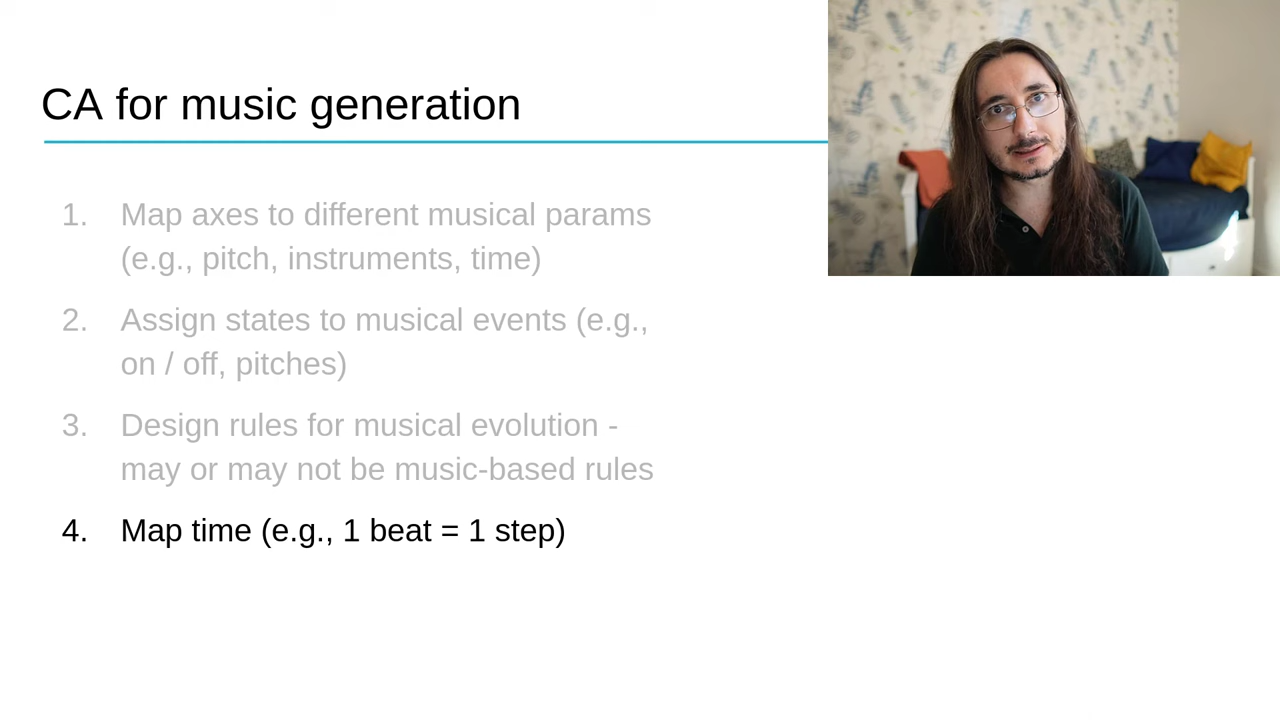 CA for music generation
1. Map axes to different musical params
(e.g., pitch, instruments, time)
2. Assign states to musical events (e.g.,
on / off, pitches)
3. Design rules for musical evolution -
may or may not be music-based rules
4. Map time (e.g., 1 beat = 1 step)